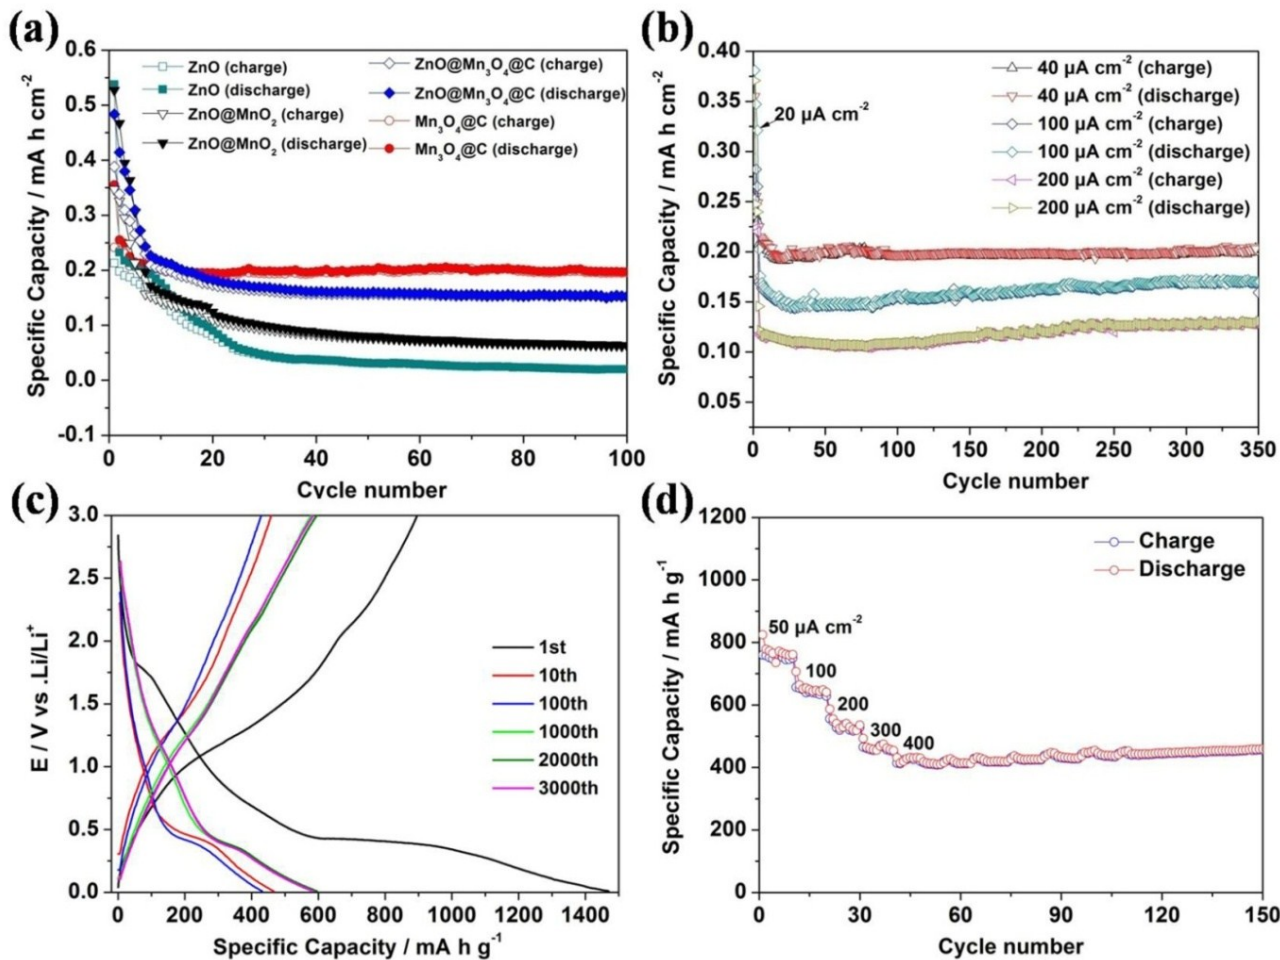 (a)
0.6
0.5
0.4
0.3
0.2
0.1
0.0
-0.1
Specific Capacity / mA h cm⁻²
ZnO (charge)
ZnO (discharge)
ZnO@MnO₂ (charge)
ZnO@MnO₂ (discharge)
ZnO@Mn₃O₄@C (charge)
ZnO@Mn₃O₄@C (discharge)
Mn₃O₄@C (charge)
Mn₃O₄@C (discharge)
0 20 40 60 80 100
Cycle number
(b)
0.40
0.35
0.30
0.25
0.20
0.15
0.10
0.05
Specific Capacity / mA h cm⁻²
20 µA cm⁻²
40 µA cm⁻² (charge)
40 µA cm⁻² (discharge)
100 µA cm⁻² (charge)
100 µA cm⁻² (discharge)
200 µA cm⁻² (charge)
200 µA cm⁻² (discharge)
0 50 100 150 200 250 300 350
Cycle number
(c)
3.0
2.5
2.0
1.5
1.0
0.5
0.0
E / V vs .Li/Li⁺
1st
10th
100th
1000th
2000th
3000th
0 200 400 600 800 1000 1200 1400
Specific Capacity / mA h g⁻¹
(d)
1200
1000
800
600
400
200
0
Specific Capacity / mA h g⁻¹
Charge
Discharge
50 µA cm⁻²
100
200
300
400
0 30 60 90 120 150
Cycle number